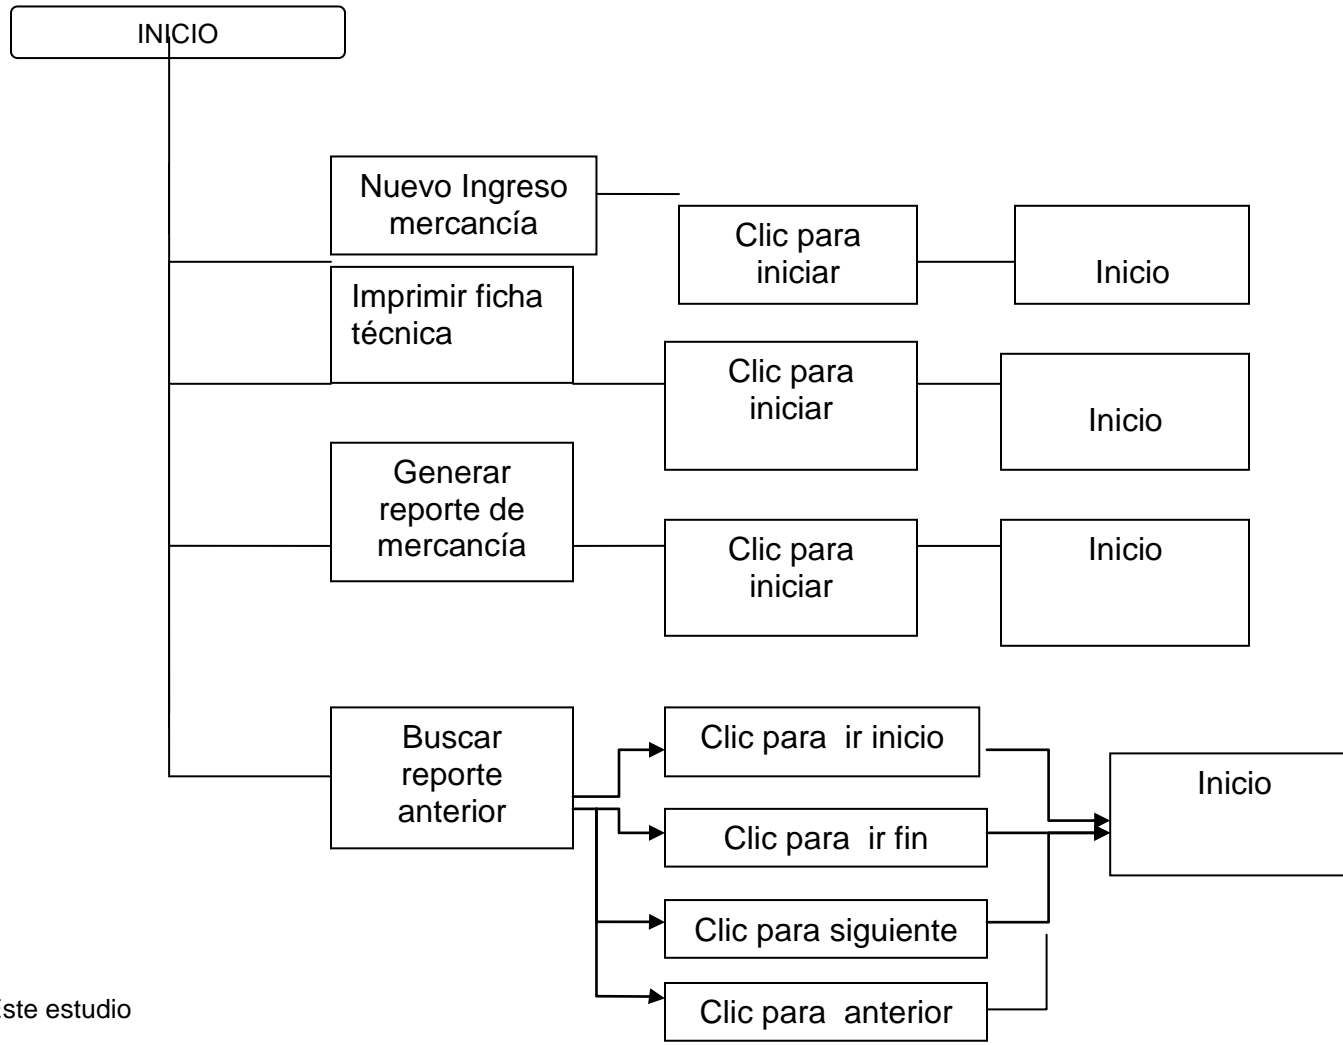 INICIO
Nuevo Ingreso
mercancía
Clic para
iniciar
Inicio
Imprimir ficha
técnica
Clic para
iniciar
Inicio
Generar
reporte de
mercancía
Clic para
iniciar
Inicio
Buscar
reporte
anterior
Clic para ir inicio
Clic para ir fin
Clic para siguiente
Clic para anterior
Inicio
Este estudio